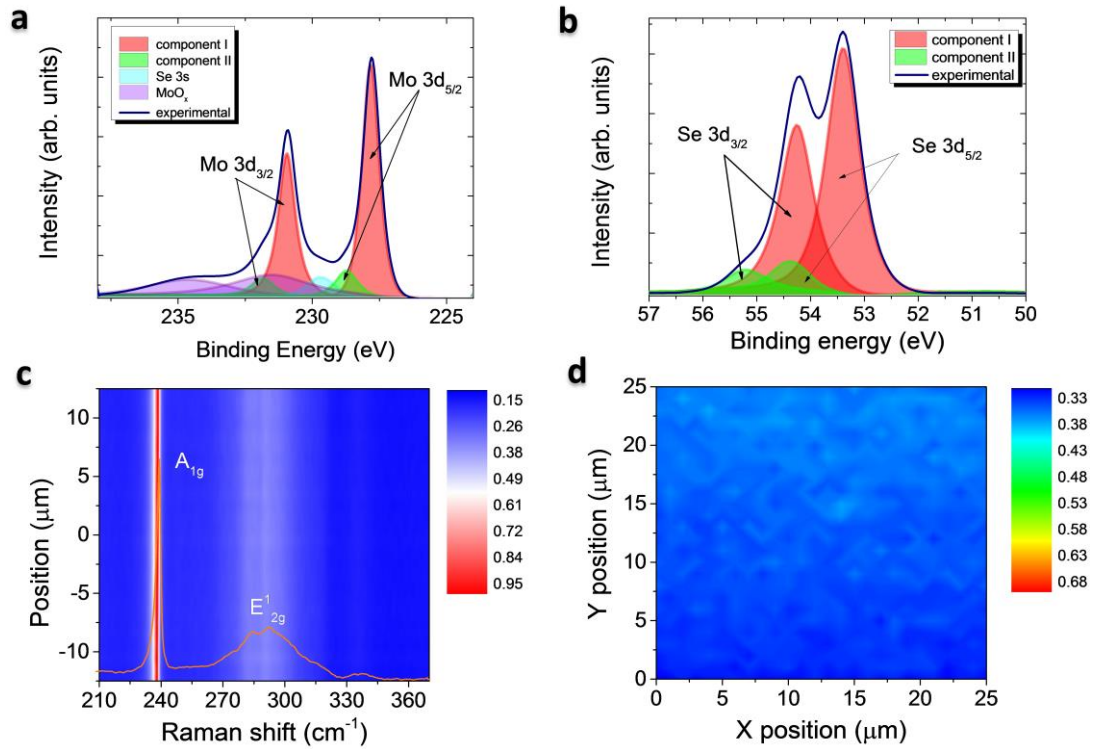 a
component I
component II
Se 3s
MoOₓ
experimental
Mo 3d₃/₂
Mo 3d₅/₂
Intensity (arb. units)
235 230 225
Binding Energy (eV)
b
component I
component II
experimental
Se 3d₃/₂
Se 3d₅/₂
Intensity (arb. units)
57 56 55 54 53 52 51 50
Binding energy (eV)
c
A₁g
E¹₂g
Position (μm)
10
5
0
-5
-10
210 240 270 300 330 360
Raman shift (cm⁻¹)
0.15
0.26
0.38
0.49
0.61
0.72
0.84
0.95
d
Y position (μm)
25
20
15
10
5
0
0 5 10 15 20 25
X position (μm)
0.33
0.38
0.43
0.48
0.53
0.58
0.63
0.68